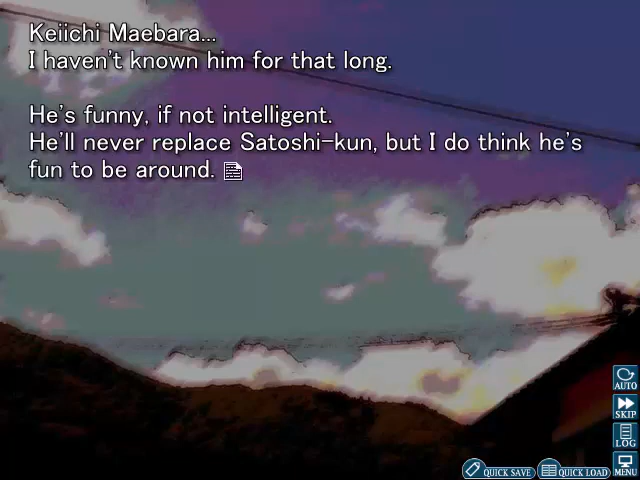 Keiichi Maebara...
I haven't known him for that long.
He's funny, if not intelligent.
He'll never replace Satoshi-kun, but I do think he's
fun to be around.
AUTO
SKIP
LOG
MENU
QUICK SAVE
QUICK LOAD